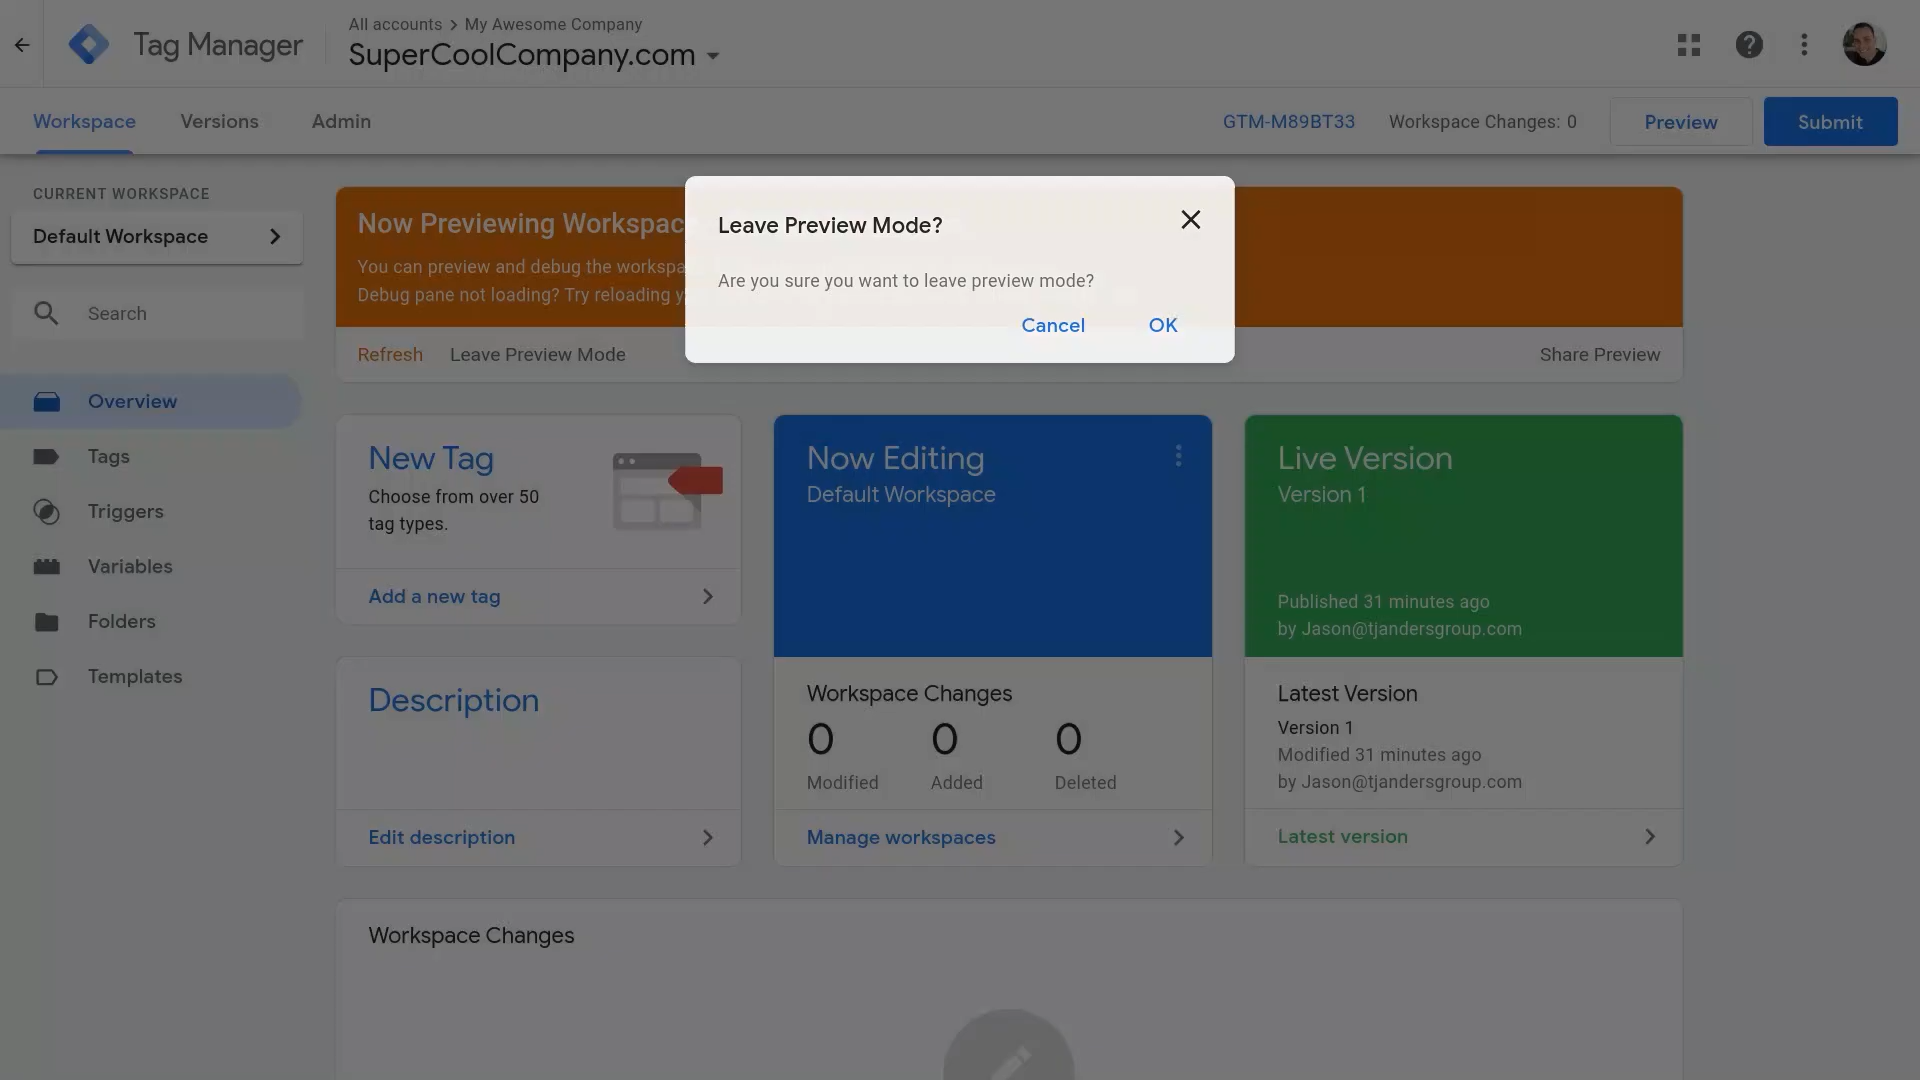 All accounts > My Awesome Company
Tag Manager
SuperCoolCompany.com
Workspace
Versions
Admin
GTM-M89BT33
Workspace Changes: 0
Preview
Submit
CURRENT WORKSPACE
Default Workspace
Search
Overview
Tags
Triggers
Variables
Folders
Templates
Now Previewing Workspac
You can preview and debug the workspa
Debug pane not loading? Try reloading y
Refresh
Leave Preview Mode
Share Preview
Leave Preview Mode?
Are you sure you want to leave preview mode?
Cancel
OK
New Tag
Choose from over 50
tag types.
Add a new tag
Description
Edit description
Now Editing
Default Workspace
Workspace Changes
0 0 0
Modified Added Deleted
Manage workspaces
Live Version
Version 1
Published 31 minutes ago
by Jason@tjandersgroup.com
Latest Version
Version 1
Modified 31 minutes ago
by Jason@tjandersgroup.com
Latest version
Workspace Changes